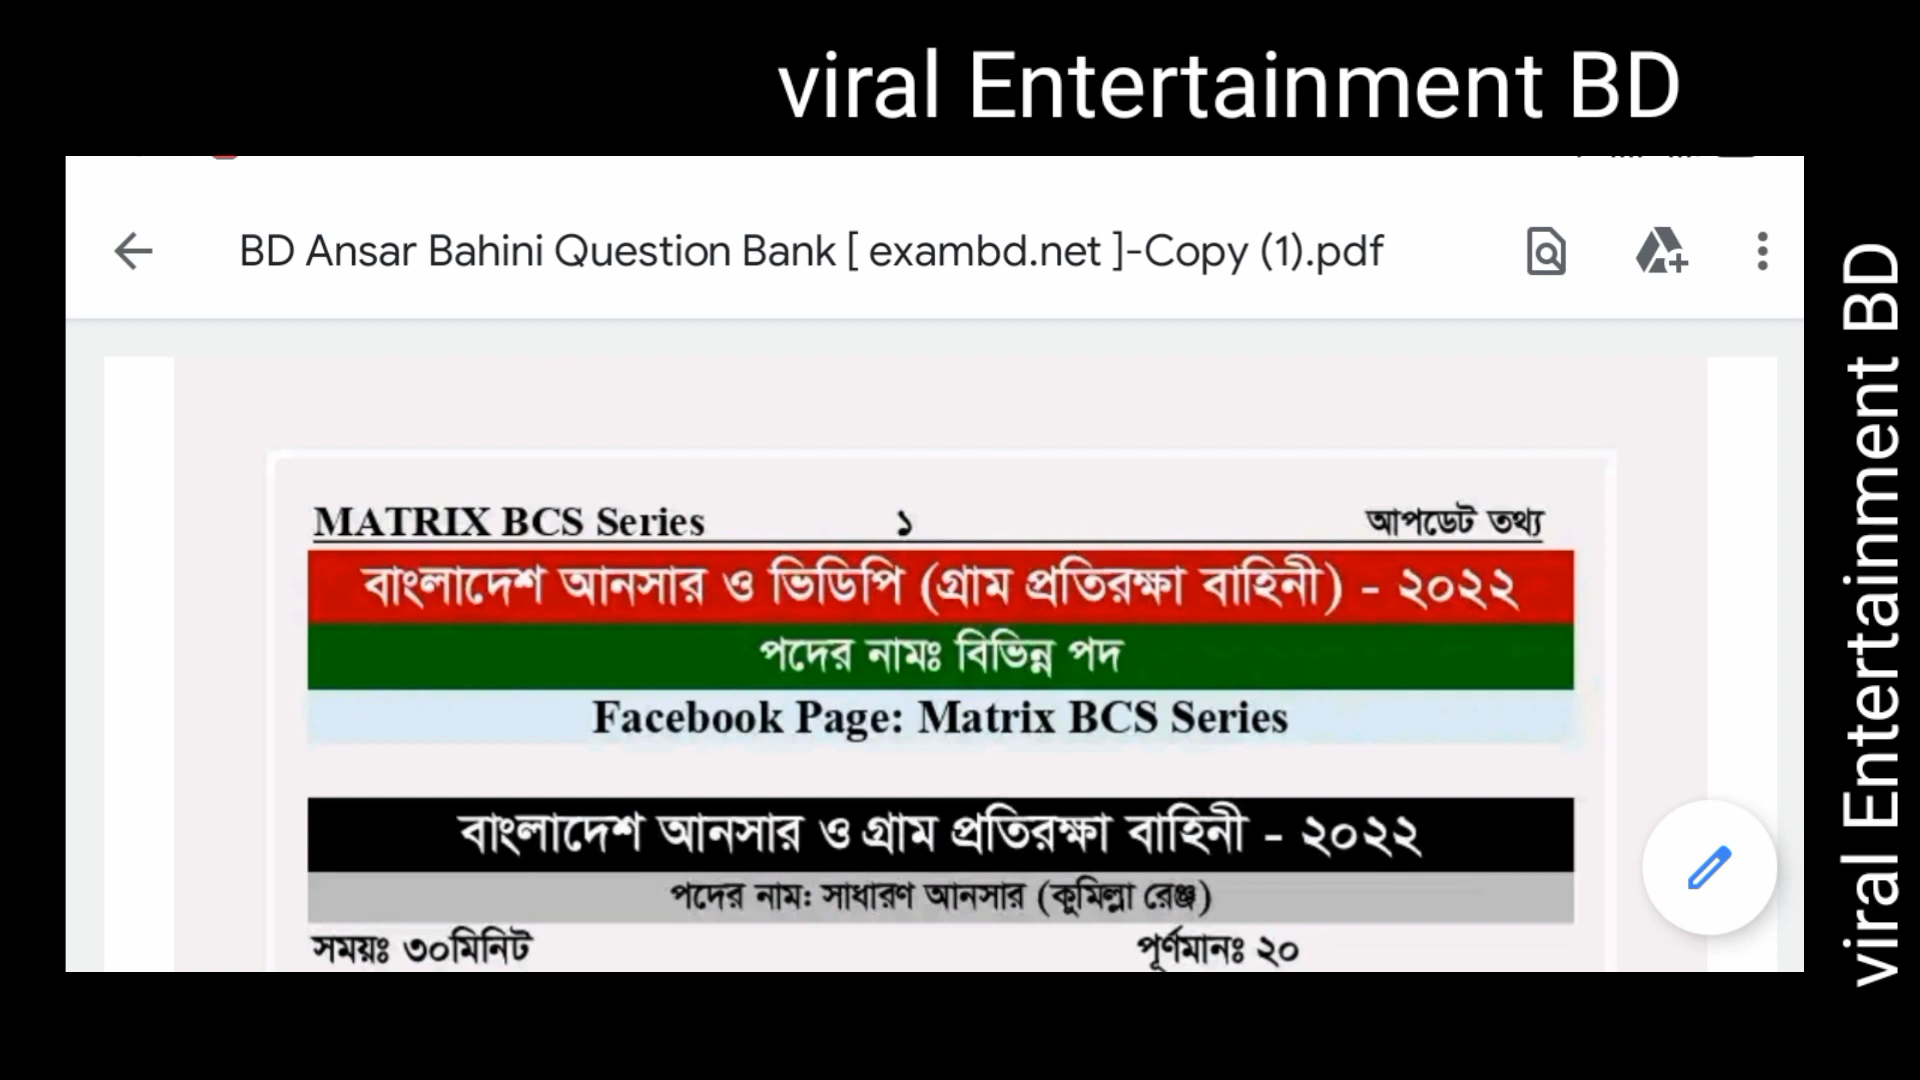 viral Entertainment BD
BD Ansar Bahini Question Bank [ exambd.net ]-Copy (1).pdf
MATRIX BCS Series ১ আপডেট তথ্য
বাংলাদেশ আনসার ও ভিডিপি (গ্রাম প্রতিরক্ষা বাহিনী) - ২০২২
পদের নামঃ বিভিন্ন পদ
Facebook Page: Matrix BCS Series
বাংলাদেশ আনসার ও গ্রাম প্রতিরক্ষা বাহিনী - ২০২২
পদের নাম: সাধারণ আনসার (কুমিল্লা রেঞ্জ)
সময়ঃ ৩০মিনিট পূর্ণমানঃ ২০
viral Entertainment BD